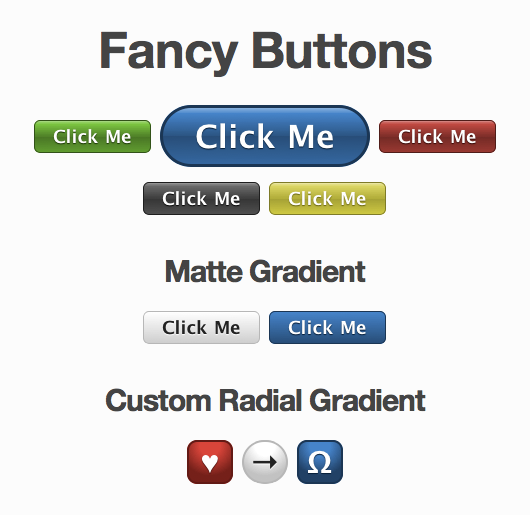 Fancy Buttons
Click Me Click Me Click Me
Click Me Click Me
Matte Gradient
Click Me Click Me
Custom Radial Gradient
♥ → Ω